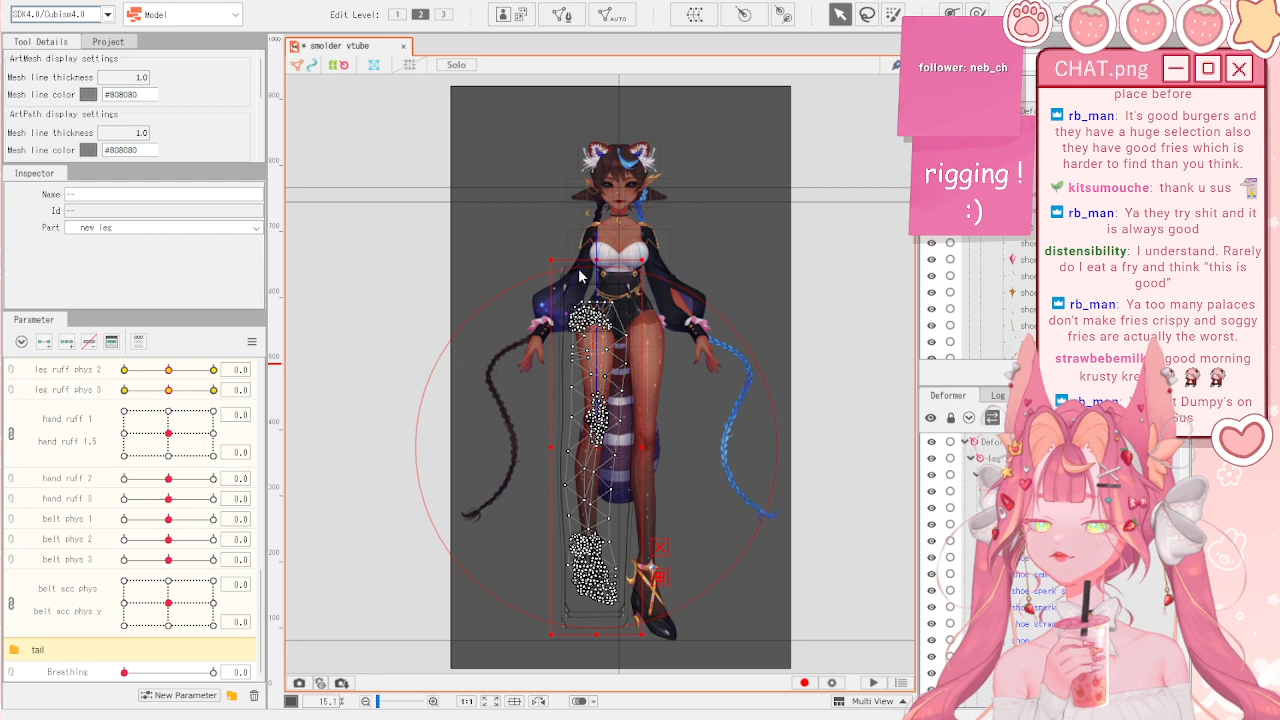 SDK4.0/Cubism4.0
Model
Edit Level:
1
2
3
AUTO
Tool Details
Project
ArtMesh display settings
Mesh line thickness
1.0
Mesh line color
#808080
ArtPath display settings
Mesh line thickness
1.0
Mesh line color
#808080
Inspector
Name
--
Id
--
Part
new leg
Parameter
leg ruff phys 2
0.0
leg ruff phys 3
0.0
hand ruff 1
0.0
hand ruff 1.5
0.0
hand ruff 2
0.0
hand ruff 3
0.0
belt phys 1
0.0
belt phys 2
0.0
belt phys 3
0.0
belt acc phys
0.0
belt acc phys y
0.0
tail
Breathing
0.0
New Parameter
* smolder vtube
Solo
1:1
Multi View
follower: neb_ch
rigging !
:)
Deformer
Log
CHAT.png
place before
rb_man: It's good burgers and
they have a huge selection also
they have good fries which is
harder to find than you think.
kitsumouche: thank u sus
rb_man: Ya they try shit and it
is always good
distensibility: I understand. Rarely
do I eat a fry and think "this is
good"
rb_man: Ya too many palaces
don't make fries crispy and soggy
fries are actually the worst.
strawbebemilk
good morning
krusty kre
t Dumpy's on